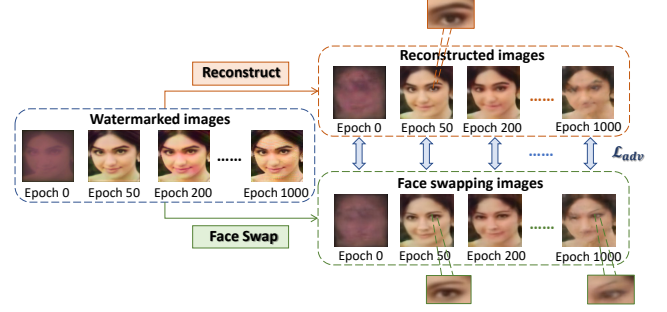 Reconstruct
Reconstructed images
Epoch 0 Epoch 50 Epoch 200 Epoch 1000
......
Watermarked images
......
Epoch 0 Epoch 50 Epoch 200 Epoch 1000
...... ℒadv
Face swapping images
......
Face Swap
Epoch 0 Epoch 50 Epoch 200 Epoch 1000